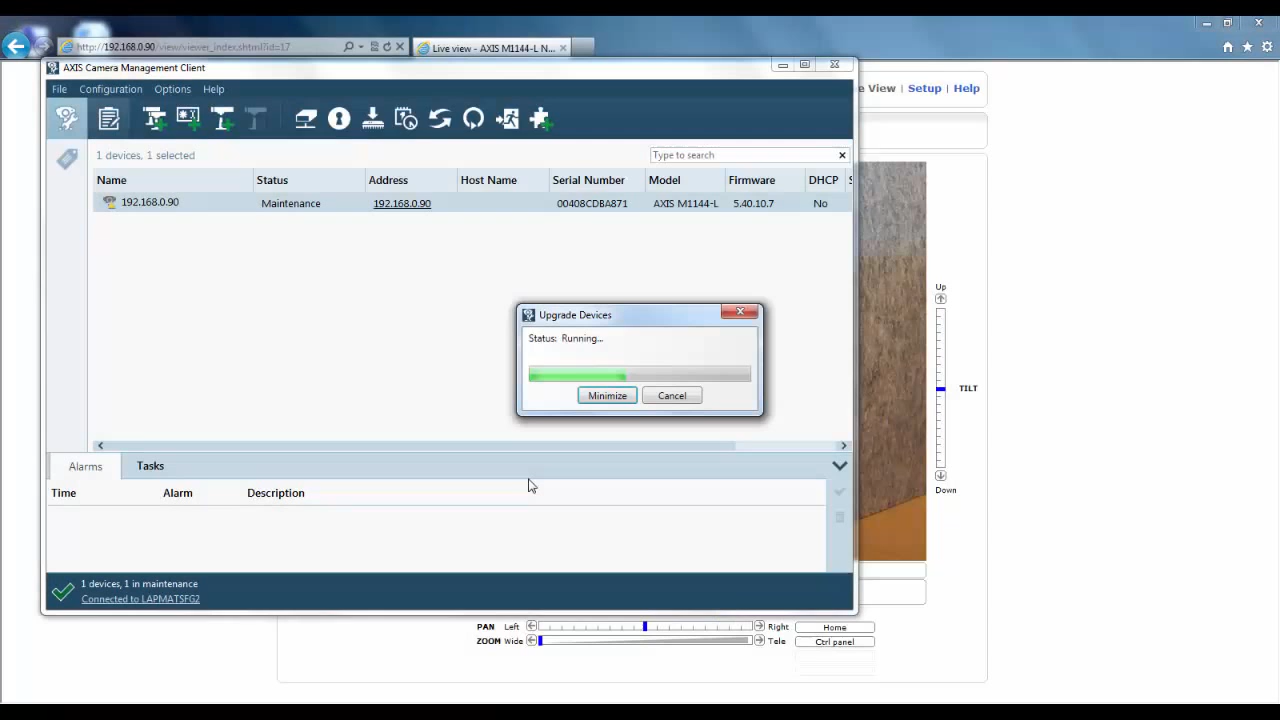 http://192.168.0.90/view/viewer_index.shtml?id=17
Live view - AXIS M1144-L N...
AXIS Camera Management Client
File Configuration Options Help
e View | Setup | Help
1 devices, 1 selected
Type to search
Name Status Address Host Name Serial Number Model Firmware DHCP S
192.168.0.90 Maintenance 192.168.0.90 00408CDBA871 AXIS M1144-L 5.40.10.7 No
Up
Upgrade Devices
Status: Running...
TILT
Minimize Cancel
Alarms Tasks
Down
Time Alarm Description
1 devices, 1 in maintenance
Connected to LAPMATSFG2
PAN Left Right Home
ZOOM Wide Tele Ctrl panel